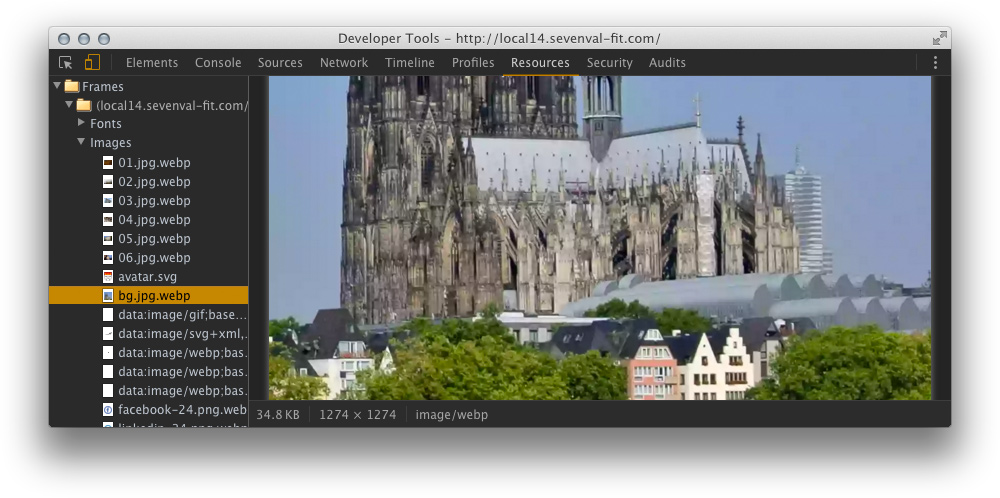 Developer Tools - http://local14.sevenval-fit.com/
Elements Console Sources Network Timeline Profiles Resources Security Audits
Frames
(local14.sevenval-fit.com/
Fonts
Images
01.jpg.webp
02.jpg.webp
03.jpg.webp
04.jpg.webp
05.jpg.webp
06.jpg.webp
avatar.svg
bg.jpg.webp
data:image/gif;base...
data:image/svg+xml,.
data:image/webp;bas.
data:image/webp;bas.
data:image/webp;bas.
facebook-24.png.web
linkedin-24.png.webp
34.8 KB 1274 × 1274 image/webp